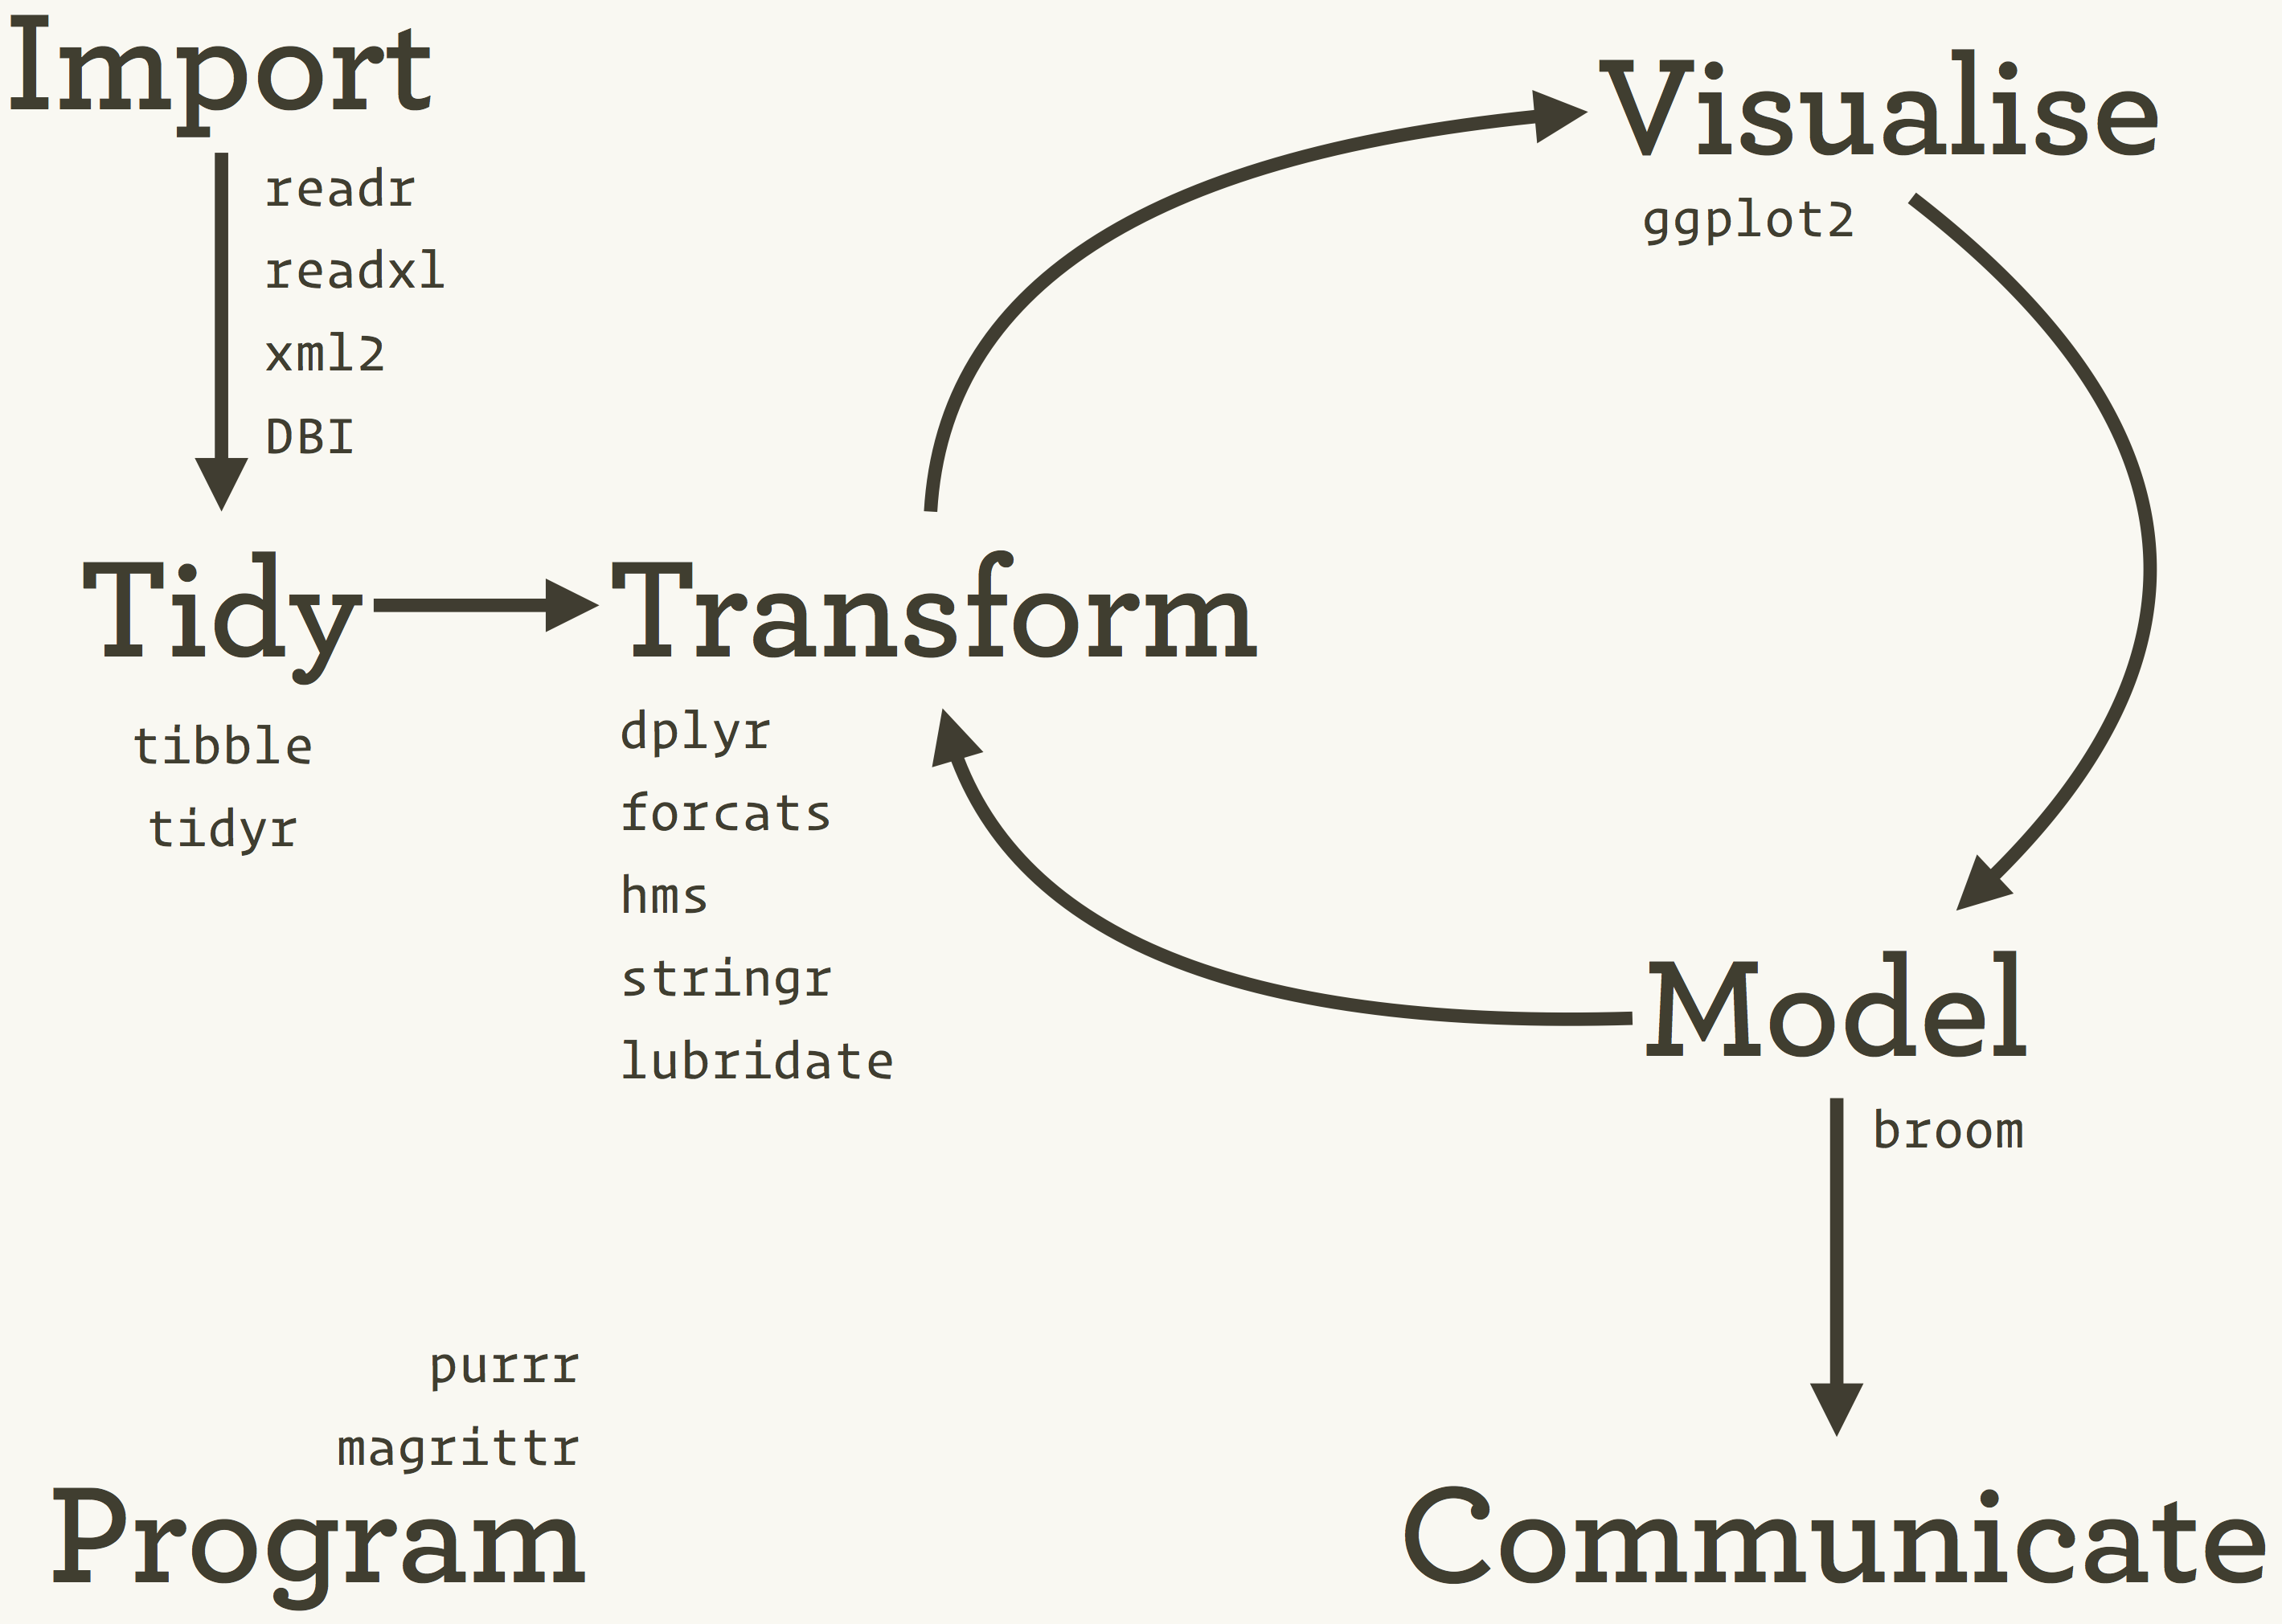 Import
readr
readxl
xml2
DBI
Tidy
tibble
tidyr
Transform
dplyr
forcats
hms
stringr
lubridate
Visualise
ggplot2
Model
broom
purrr
magrittr
Program
Communicate